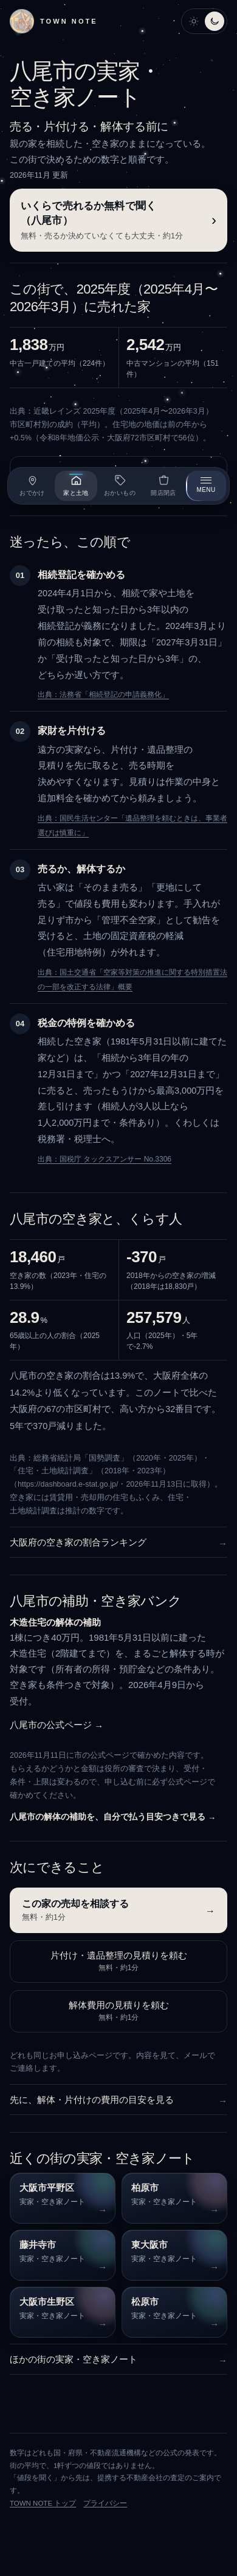 TOWN NOTE
八尾市の実家・
空き家ノート
売る・片付ける・解体する前に
親の家を相続した・空き家のままになっている。
この街で決めるための数字と順番です。
2026年11月 更新
いくらで売れるか無料で聞く
（八尾市）
無料・売るか決めていなくても大丈夫・約1分
この街で、2025年度（2025年4月〜
2026年3月）に売れた家
1,838万円
中古一戸建ての平均（224件）
2,542万円
中古マンションの平均（151
件）
出典：近畿レインズ 2025年度（2025年4月〜2026年3月）
市区町村別の成約（平均）。住宅地の地価は前の年から
+0.5%（令和8年地価公示・大阪府72市区町村で56位）。
おでかけ
家と土地
おかいもの
開店閉店
MENU
迷ったら、この順で
01
相続登記を確かめる
2024年4月1日から、相続で家や土地を
受け取ったと知った日から3年以内の
相続登記が義務になりました。2024年3月より
前の相続も対象で、期限は「2027年3月31日」
か「受け取ったと知った日から3年」の、
どちらか遅い方です。
出典：法務省「相続登記の申請義務化」
02
家財を片付ける
遠方の実家なら、片付け・遺品整理の
見積りを先に取ると、売る時期を
決めやすくなります。見積りは作業の中身と
追加料金を確かめてから頼みましょう。
出典：国民生活センター「遺品整理を頼むときは、事業者
選びは慎重に」
03
売るか、解体するか
古い家は「そのまま売る」「更地にして
売る」で値段も費用も変わります。手入れが
足りず市から「管理不全空家」として勧告を
受けると、土地の固定資産税の軽減
（住宅用地特例）が外れます。
出典：国土交通省「空家等対策の推進に関する特別措置法
の一部を改正する法律」概要
04
税金の特例を確かめる
相続した空き家（1981年5月31日以前に建てた
家など）は、「相続から3年目の年の
12月31日まで」かつ「2027年12月31日まで」
に売ると、売ったもうけから最高3,000万円を
差し引けます（相続人が3人以上なら
1人2,000万円まで・条件あり）。くわしくは
税務署・税理士へ。
出典：国税庁 タックスアンサー No.3306
八尾市の空き家と、くらす人
18,460戸
空き家の数（2023年・住宅の
13.9%）
-370戸
2018年からの空き家の増減
（2018年は18,830戸）
28.9%
65歳以上の人の割合（2025
年）
257,579人
人口（2025年）・5年
で-2.7%
八尾市の空き家の割合は13.9%で、大阪府全体の
14.2%より低くなっています。このノートで比べた
大阪府の67の市区町村で、高い方から32番目です。
5年で370戸減りました。
出典：総務省統計局「国勢調査」（2020年・2025年）・
「住宅・土地統計調査」（2018年・2023年）
（https://dashboard.e-stat.go.jp/・2026年11月13日に取得）。
空き家には賃貸用・売却用の住宅もふくみ、住宅・
土地統計調査は推計の数字です。
大阪府の空き家の割合ランキング →
八尾市の補助・空き家バンク
木造住宅の解体の補助
1棟につき40万円。1981年5月31日以前に建った
木造住宅（2階建てまで）を、まるごと解体する時が
対象です（所有者の所得・預貯金などの条件あり。
空き家も条件つきで対象）。2026年4月9日から
受付。
八尾市の公式ページ →
2026年11月11日に市の公式ページで確かめた内容です。
もらえるかどうかと金額は役所の審査で決まり、受付・
条件・上限は変わるので、申し込む前に必ず公式ページで
確かめてください。
八尾市の解体の補助を、自分で払う目安つきで見る →
次にできること
この家の売却を相談する
無料・約1分
→
片付け・遺品整理の見積りを頼む
無料・約1分
解体費用の見積りを頼む
無料・約1分
どれも同じお申し込みページです。内容を見て、メールで
ご連絡します。
先に、解体・片付けの費用の目安を見る →
近くの街の実家・空き家ノート
大阪市平野区
実家・空き家ノート
→
柏原市
実家・空き家ノート
→
藤井寺市
実家・空き家ノート
→
東大阪市
実家・空き家ノート
→
大阪市生野区
実家・空き家ノート
→
松原市
実家・空き家ノート
→
ほかの街の実家・空き家ノート →
数字はどれも国・府県・不動産流通機構などの公式の発表です。
街の平均で、1軒ずつの値段ではありません。
「値段を聞く」から先は、提携する不動産会社の査定のご案内で
す。
TOWN NOTE トップ プライバシー